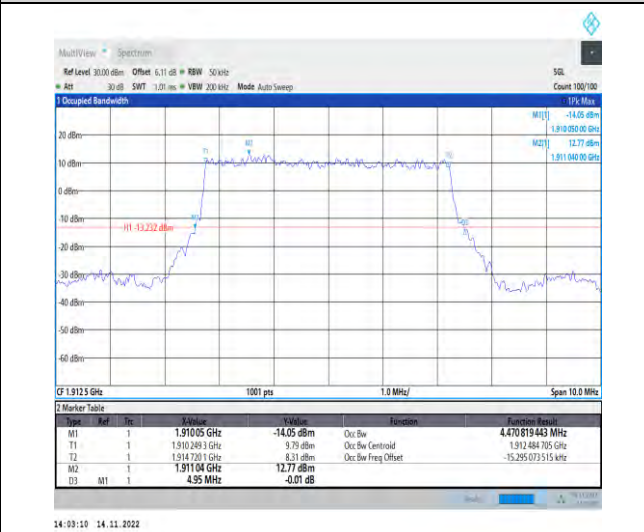 MultiView Spectrum
Ref Level 30.00 dBm Offset 6.11 dB RBW 50 kHz SGL
Att 30 dB SWT 1.01 ms VBW 200 kHz Mode Auto Sweep Count 100/100
1 Occupied Bandwidth 1Pk Max
M1[1] -14.05 dBm
1.910 050 00 GHz
M2[1] 12.77 dBm
1.911 040 00 GHz
20 dBm
10 dBm
0 dBm
-10 dBm
H1 -13.232 dBm
-20 dBm
-30 dBm
-40 dBm
-50 dBm
-60 dBm
T1
M2
M1
CF 1.912 5 GHz 1001 pts 1.0 MHz/ Span 10.0 MHz
2 Marker Table
Type Ref Trc X-Value Y-Value Function Function Result
M1 1 1.910 05 GHz -14.05 dBm Occ Bw 4.470 819 443 MHz
T1 1 1.910 249 3 GHz 9.79 dBm Occ Bw Centroid 1.912 484 705 GHz
T2 1 1.914 720 1 GHz 8.31 dBm Occ Bw Freq Offset -15.295 073 515 kHz
M2 1 1.911 04 GHz 12.77 dBm
D3 M1 1 4.95 MHz -0.01 dB
14:03:10 14.11.2022